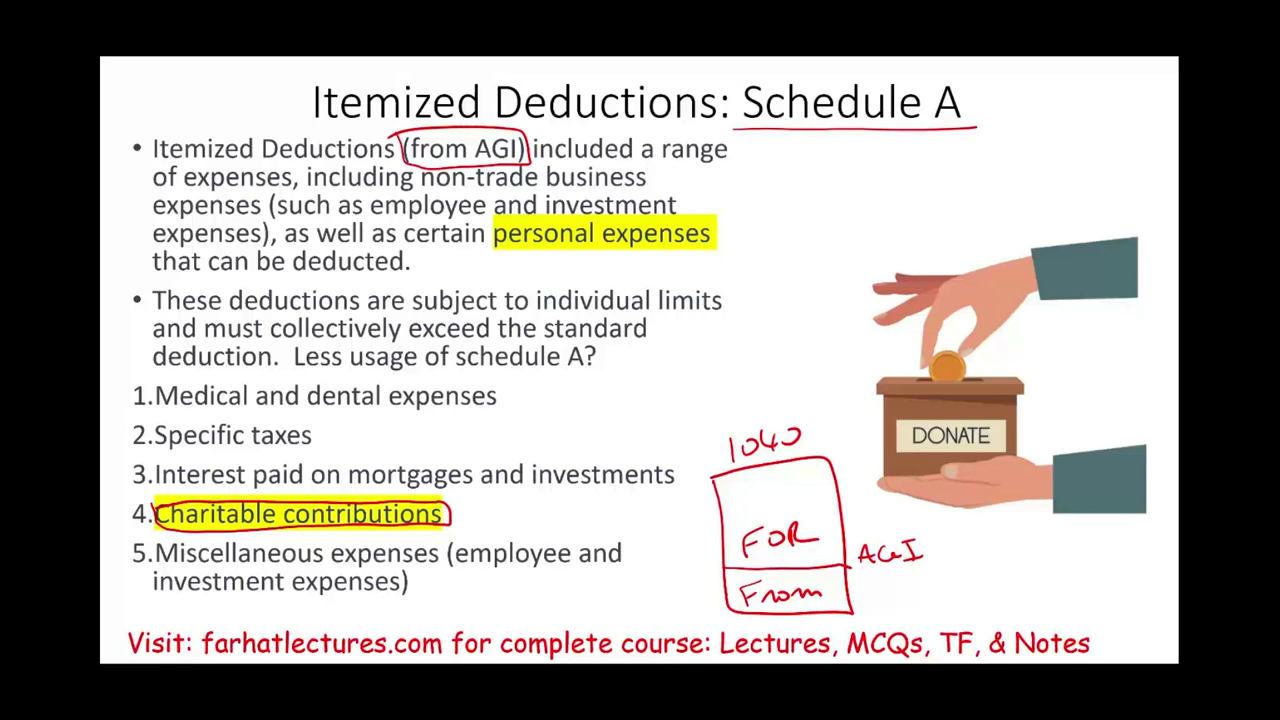 Itemized Deductions: Schedule A
• Itemized Deductions (from AGI) included a range
of expenses, including non-trade business
expenses (such as employee and investment
expenses), as well as certain personal expenses
that can be deducted.
• These deductions are subject to individual limits
and must collectively exceed the standard
deduction.  Less usage of schedule A?
1.Medical and dental expenses
2.Specific taxes
3.Interest paid on mortgages and investments
4.Charitable contributions
5.Miscellaneous expenses (employee and
investment expenses)
DONATE
1040
FOR
AGI
From
Visit: farhatlectures.com for complete course: Lectures, MCQs, TF, & Notes